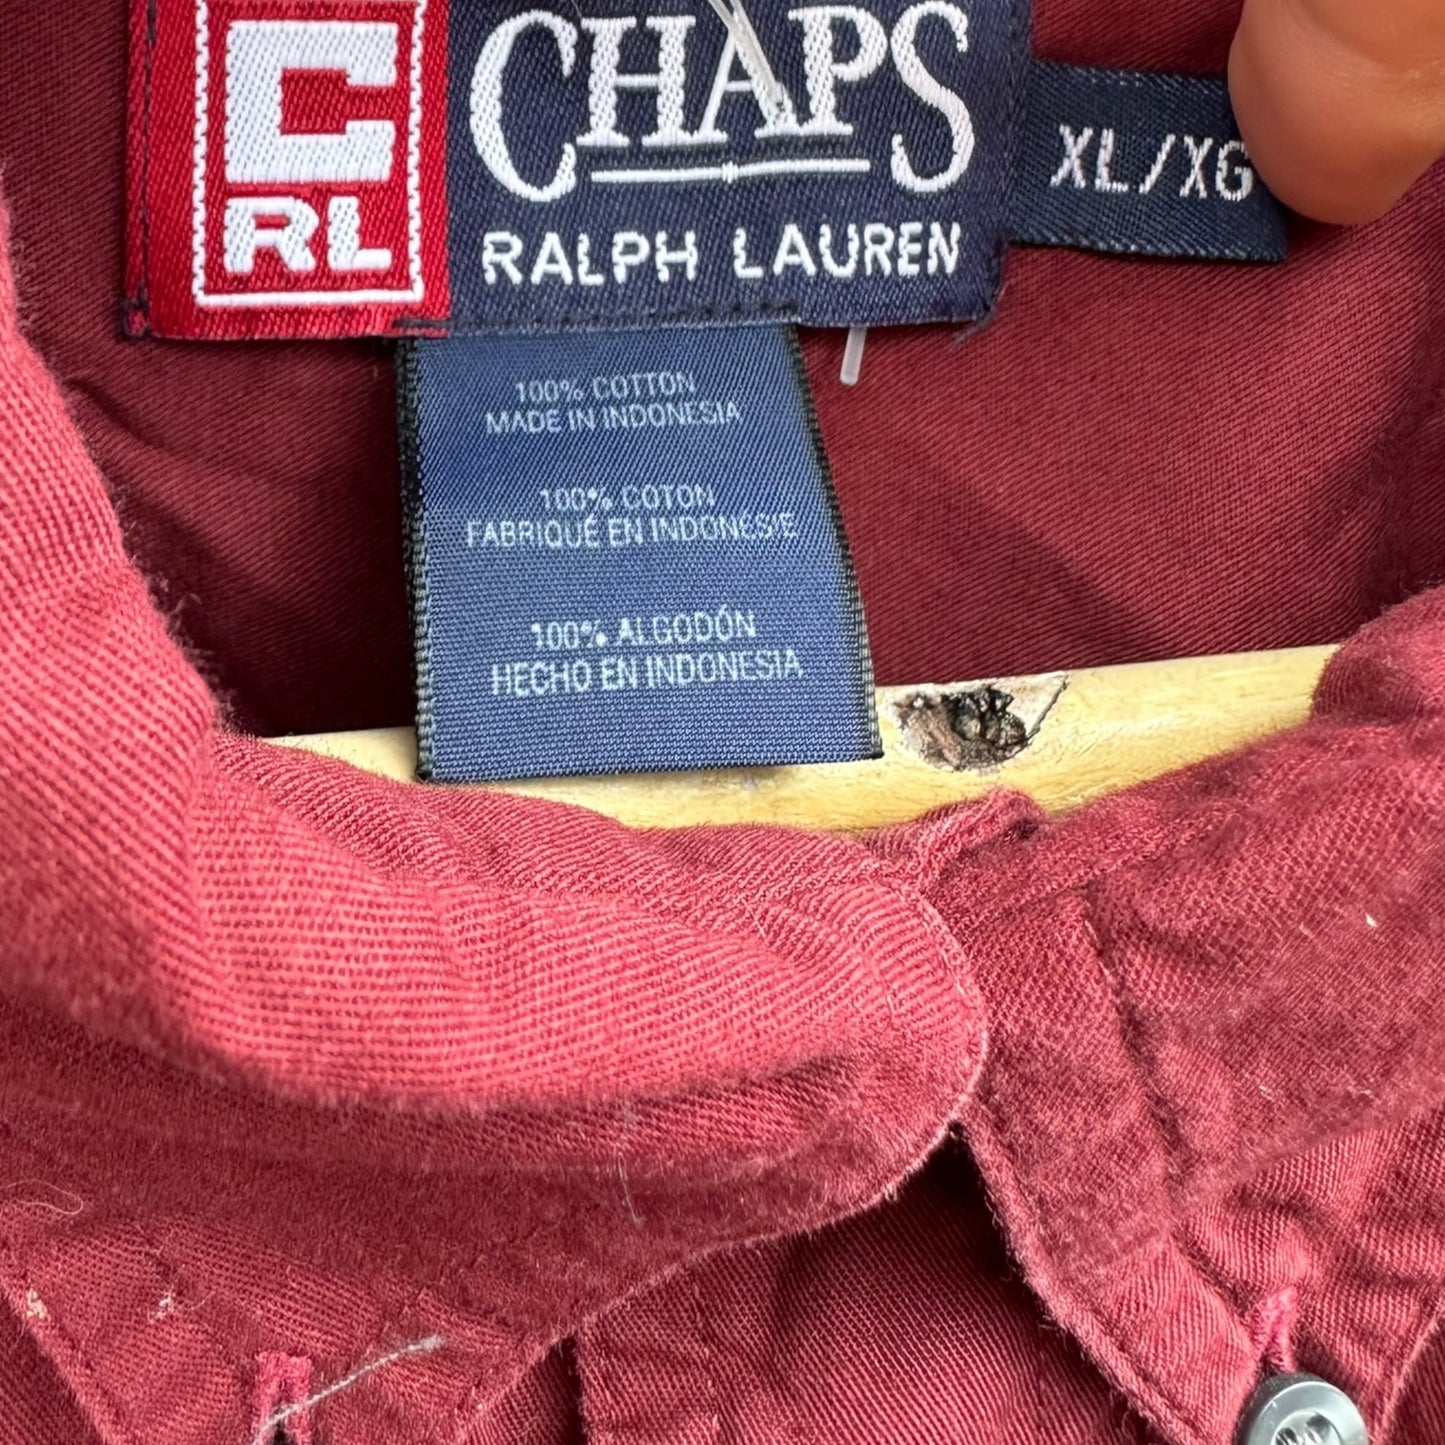 C
RL
CHAPS
RALPH LAUREN
XL/XG
100% COTTON
MADE IN INDONESIA
100% COTON
FABRIQUÉ EN INDONÉSIE
100% ALGODÓN
HECHO EN INDONESIA